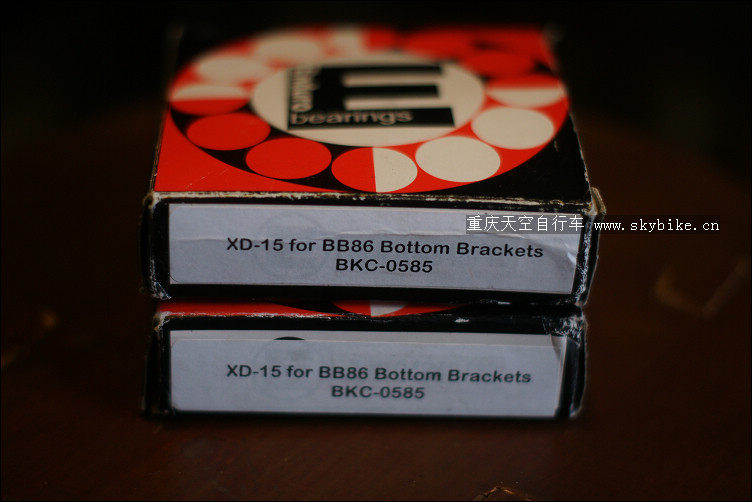 bearings
重庆天空自行车 www.skybike.cn
XD-15 for BB86 Bottom Brackets
BKC-0585
XD-15 for BB86 Bottom Brackets
BKC-0585